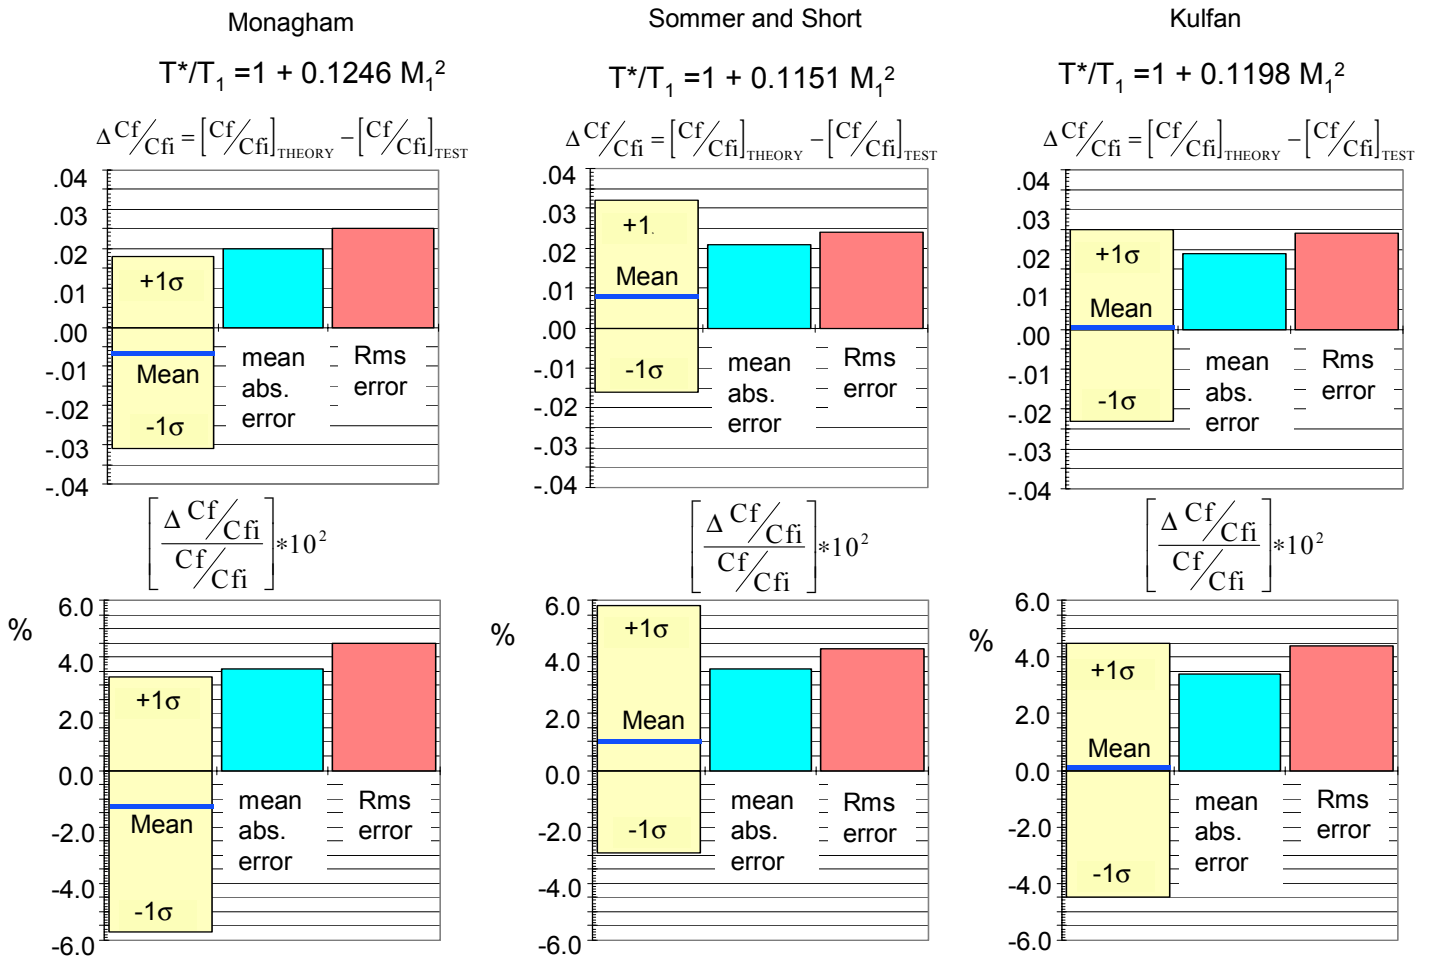 Monagham
T*/T₁ =1 + 0.1246 M₁²
Δ Cf/Cfi = [Cf/Cfi]THEORY − [Cf/Cfi]TEST
.04
.03
.02
.01
.00
-.01
-.02
-.03
-.04
+1σ
Mean
-1σ
mean
abs.
error
Rms
error
[Δ Cf/Cfi / Cf/Cfi] *10²
%
6.0
4.0
2.0
0.0
-2.0
-4.0
-6.0
+1σ
Mean
-1σ
mean
abs.
error
Rms
error
Sommer and Short
T*/T₁ =1 + 0.1151 M₁²
Δ Cf/Cfi = [Cf/Cfi]THEORY − [Cf/Cfi]TEST
.04
.03
.02
.01
.00
-.01
-.02
-.03
-.04
+1.
Mean
-1σ
mean
abs.
error
Rms
error
[Δ Cf/Cfi / Cf/Cfi] *10²
%
6.0
4.0
2.0
0.0
-2.0
-4.0
-6.0
+1σ
Mean
-1σ
mean
abs.
error
Rms
error
Kulfan
T*/T₁ =1 + 0.1198 M₁²
Δ Cf/Cfi = [Cf/Cfi]THEORY − [Cf/Cfi]TEST
.04
.03
.02
.01
.00
-.01
-.02
-.03
-.04
+1σ
Mean
-1σ
mean
abs.
error
Rms
error
[Δ Cf/Cfi / Cf/Cfi] *10²
%
6.0
4.0
2.0
0.0
-2.0
-4.0
-6.0
+1σ
Mean
-1σ
mean
abs.
error
Rms
error